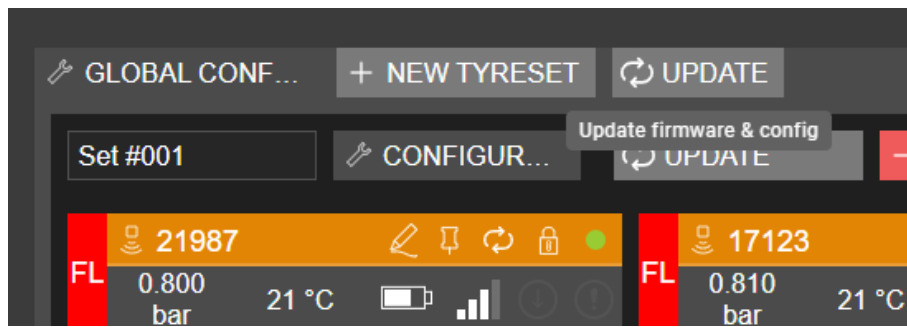 GLOBAL CONF... + NEW TYRESET UPDATE
Update firmware & config
Set #001 CONFIGUR... UPDATE
FL 21987 FL 17123
0.800 bar 21 °C 0.810 bar 21 °C